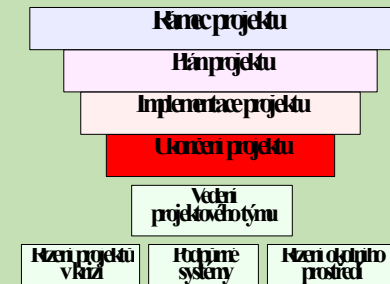 Rámec projektu
Plán projektu
Implementace projektu
Ukončení projektu
Vedení
projektového týmu
Řízení projektů
v krizi
Podpůrné
systémy
Řízení okolního
prostředí